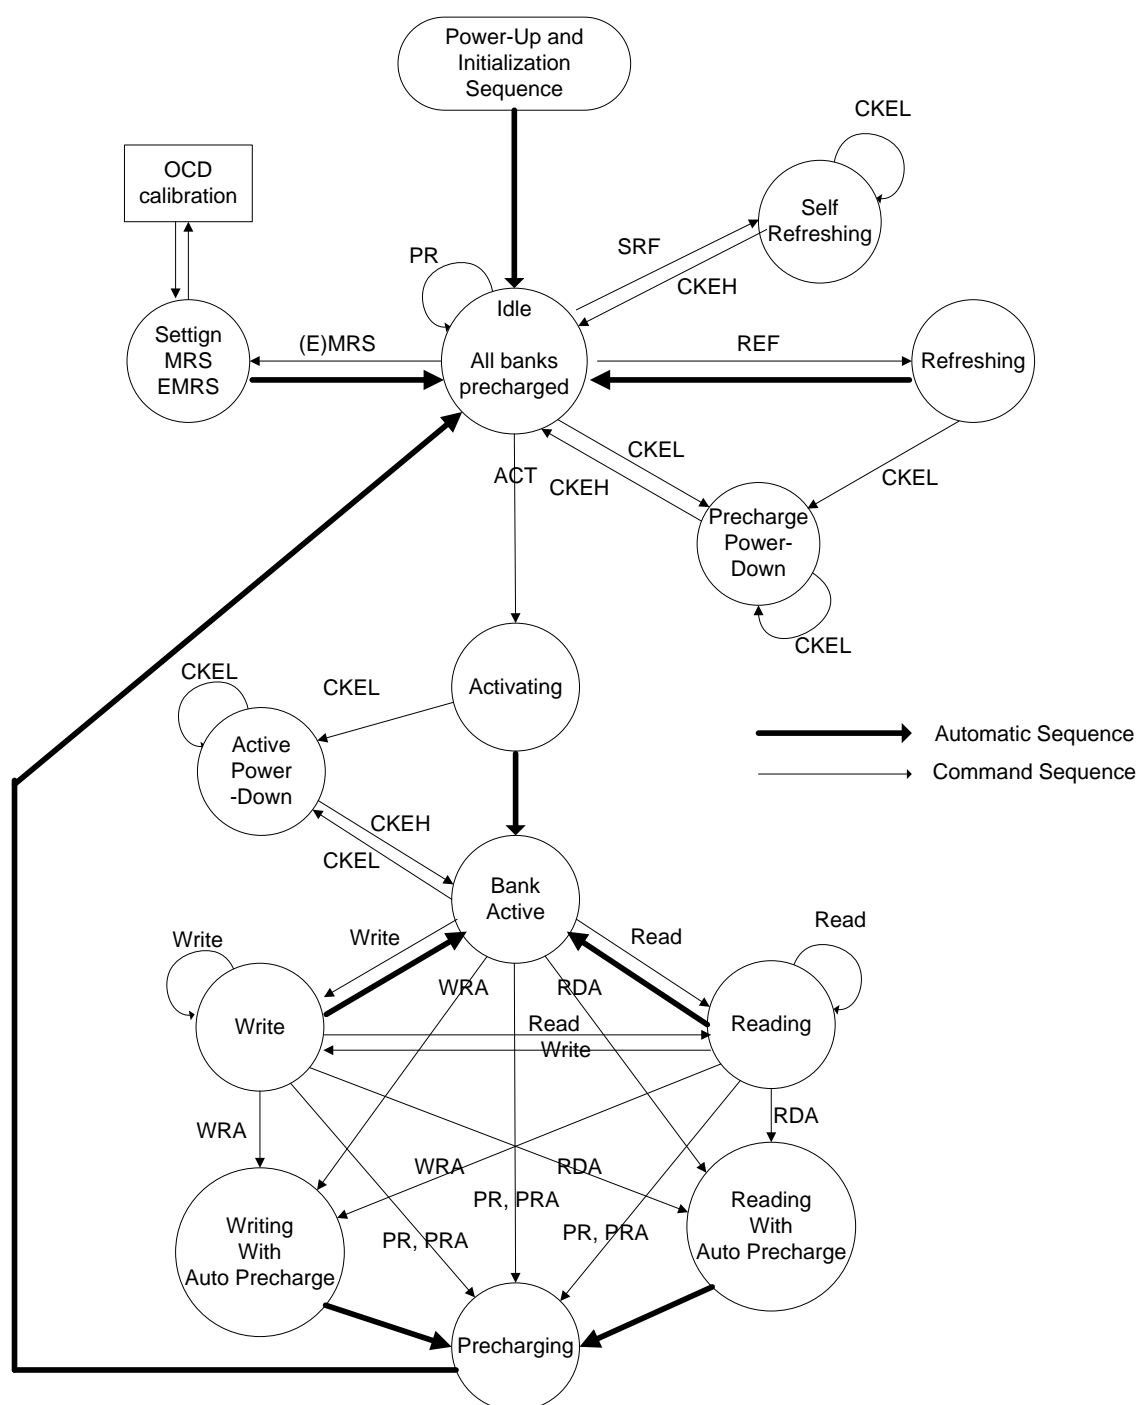 Power-Up and
Initialization
Sequence
CKEL
OCD
calibration
Self
Refreshing
SRF
PR
CKEH
Idle
Settign
MRS
EMRS
(E)MRS
All banks
precharged
REF
Refreshing
CKEL
CKEH
ACT
CKEL
Precharge
Power-
Down
CKEL
CKEL
CKEL
Activating
Active
Power
-Down
Automatic Sequence
Command Sequence
CKEH
CKEL
Bank
Active
Write
Write
Read
Read
WRA
RDA
Write
Read
Write
Reading
WRA
RDA
WRA
RDA
PR, PRA
PR, PRA
PR, PRA
Writing
With
Auto Precharge
Reading
With
Auto Precharge
Precharging